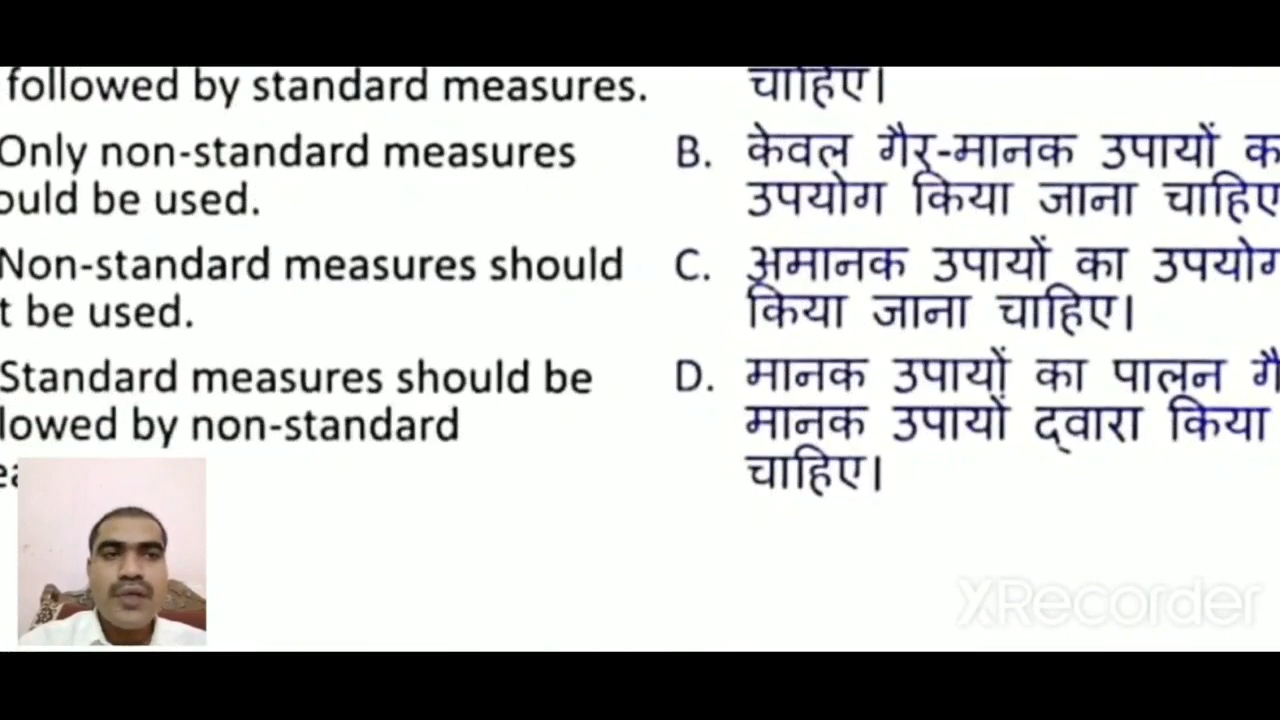 followed by standard measures.
Only non-standard measures
ould be used.
Non-standard measures should
t be used.
Standard measures should be
lowed by non-standard
चाहिए।
B. केवल गैर-मानक उपायों क
उपयोग किया जाना चाहिए
C. अमानक उपायों का उपयोग
किया जाना चाहिए।
D. मानक उपायों का पालन गै
मानक उपायों द्वारा किया
चाहिए।
XRecorder